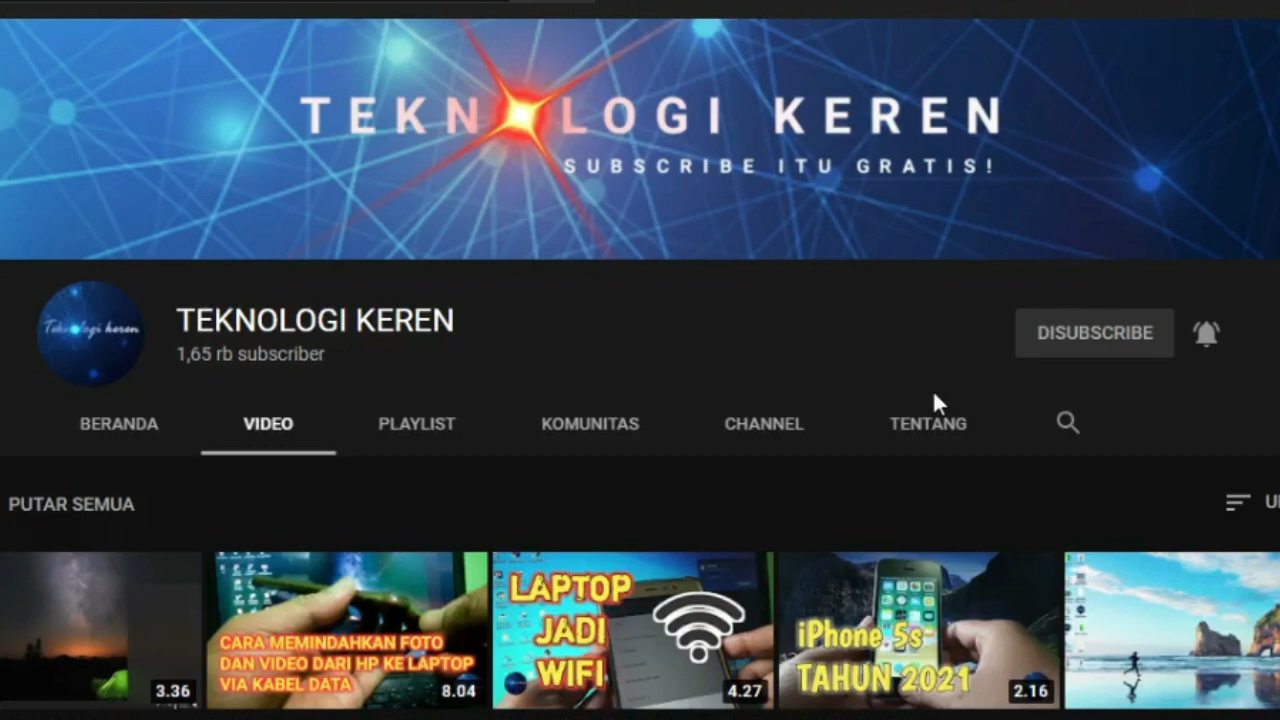 TEKNOLOGI KEREN
SUBSCRIBE ITU GRATIS!
Teknologi keren
TEKNOLOGI KEREN
1,65 rb subscriber
DISUBSCRIBE
BERANDA VIDEO PLAYLIST KOMUNITAS CHANNEL TENTANG
PUTAR SEMUA
3.36
CARA MEMINDAHKAN FOTO
DAN VIDEO DARI HP KE LAPTOP
VIA KABEL DATA
8.04
LAPTOP
JADI
WIFI
4.27
iPhone 5s
TAHUN 2021
2.16